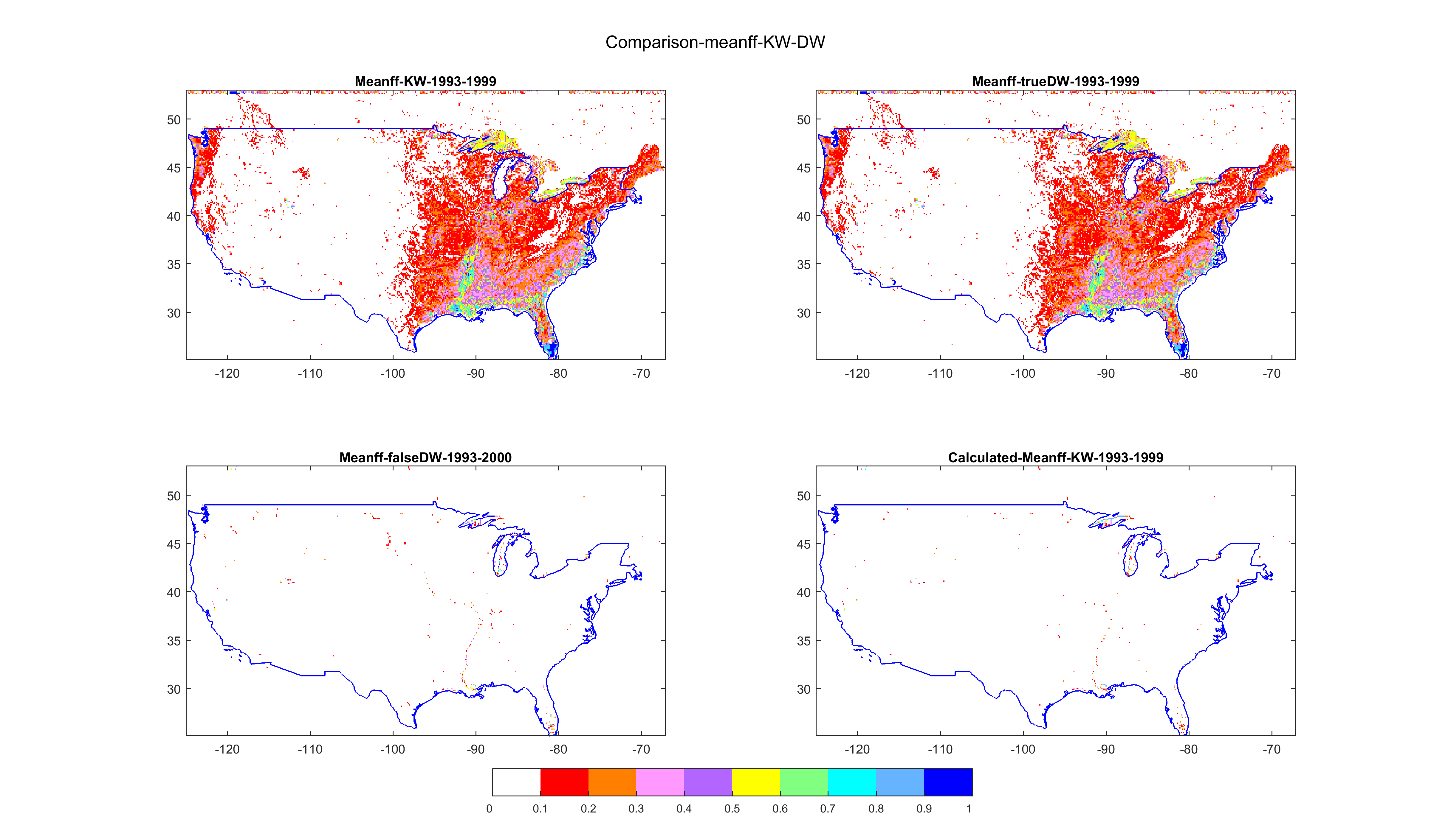 Comparison-meanff-KW-DW
Meanff-KW-1993-1999
50
45
40
35
30
-120 -110 -100 -90 -80 -70
Meanff-trueDW-1993-1999
50
45
40
35
30
-120 -110 -100 -90 -80 -70
Meanff-falseDW-1993-2000
50
45
40
35
30
-120 -110 -100 -90 -80 -70
Calculated-Meanff-KW-1993-1999
50
45
40
35
30
-120 -110 -100 -90 -80 -70
0 0.1 0.2 0.3 0.4 0.5 0.6 0.7 0.8 0.9 1